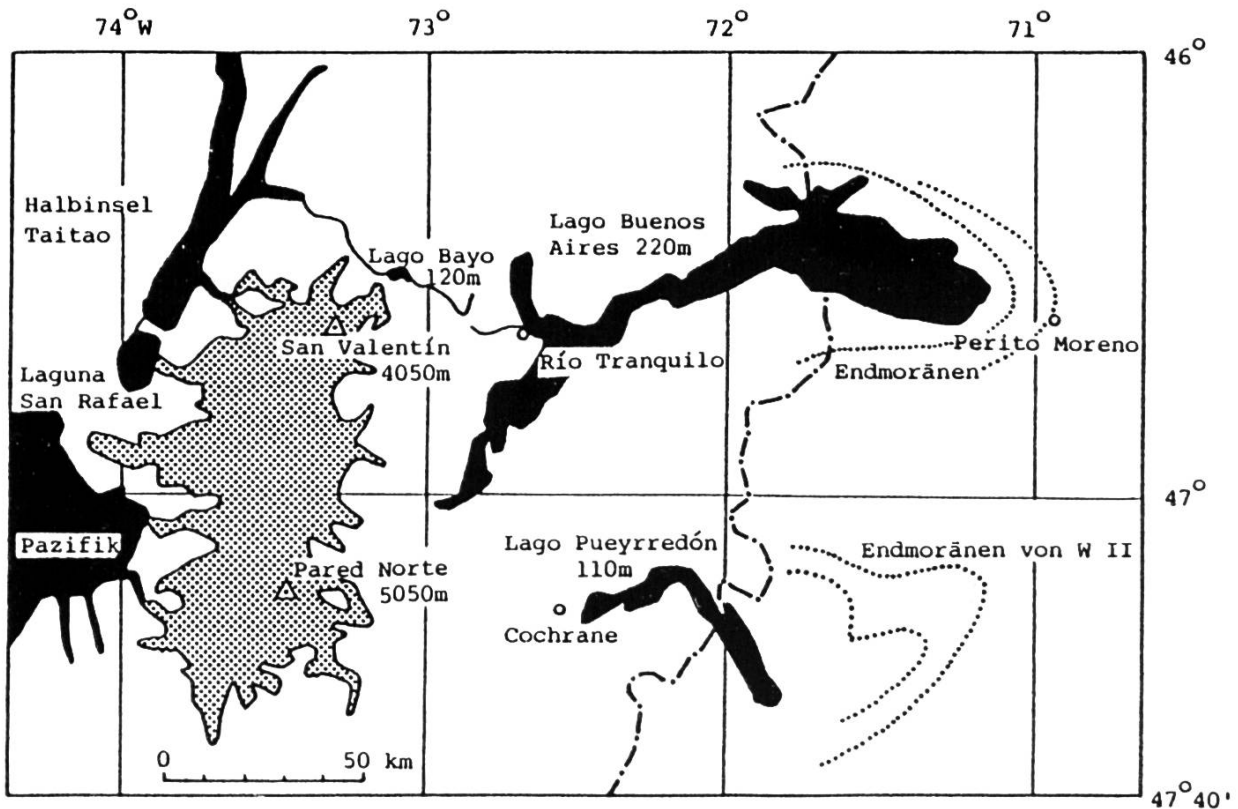 74°W
73°
72°
71°
46°
Halbinsel
Taitao
Lago Buenos
Aires 220m
Lago Bayo
120m
San Valentín
4050m
Río Tranquilo
Perito Moreno
Endmoränen
Laguna
San Rafael
47°
Pazifik
Lago Pueyrredón
110m
Endmoränen von W II
Pared Norte
5050m
Cochrane
0 50 km
47°40'